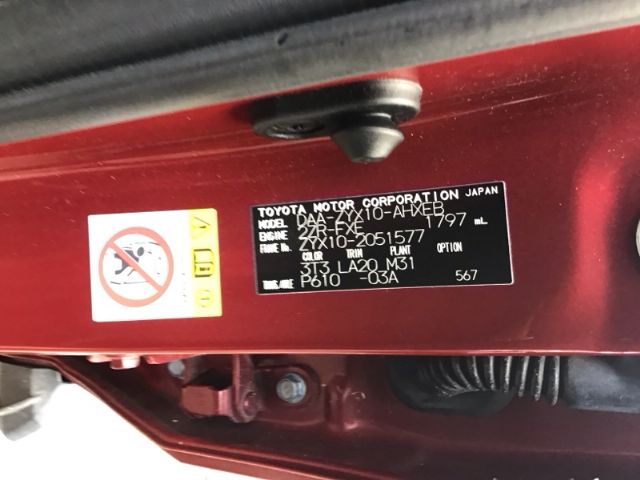 TOYOTA MOTOR CORPORATION JAPAN
MODEL DAA-ZYX10-AHXEB
ENGINE 2ZR-FXE 1797 mL
FRAME No. ZYX10-2051577
COLOR TRIM PLANT OPTION
3T3 LA20 M31
TRANS./AXLE P610 -03A 567